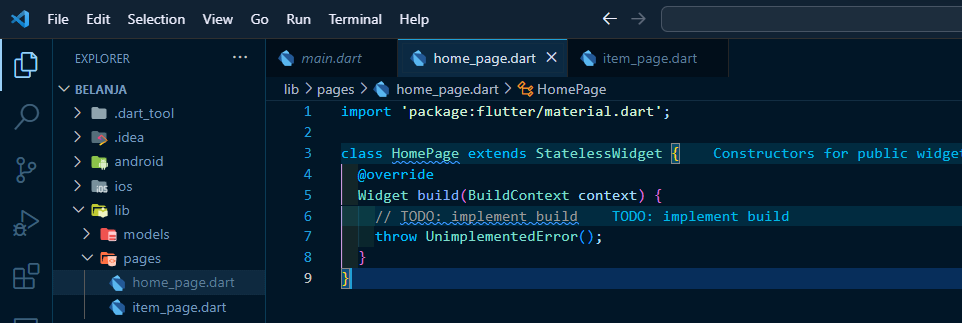 File Edit Selection View Go Run Terminal Help
EXPLORER
BELANJA
.dart_tool
.idea
android
ios
lib
models
pages
home_page.dart
item_page.dart
main.dart home_page.dart item_page.dart
lib > pages > home_page.dart > HomePage
1 import 'package:flutter/material.dart';
2
3 class HomePage extends StatelessWidget { Constructors for public widget
4 @override
5 Widget build(BuildContext context) {
6 // TODO: implement build TODO: implement build
7 throw UnimplementedError();
8 }
9 }